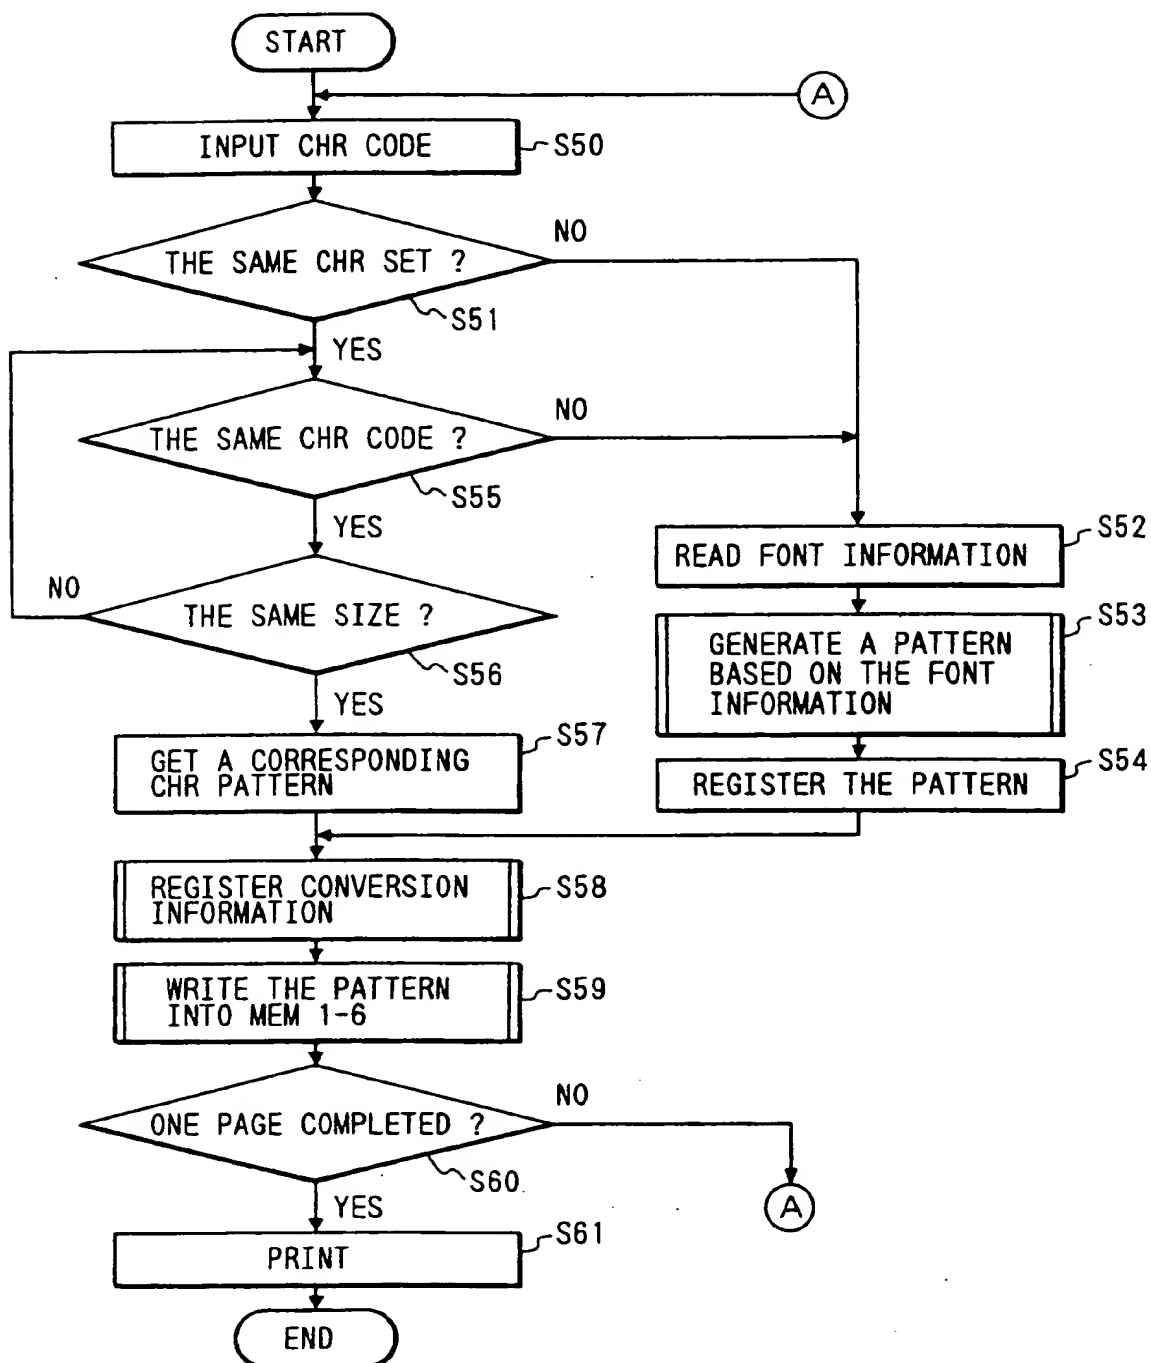 START
A
INPUT CHR CODE
S50
THE SAME CHR SET ?
NO
S51
YES
THE SAME CHR CODE ?
NO
S55
YES
THE SAME SIZE ?
NO
S56
YES
READ FONT INFORMATION
S52
GENERATE A PATTERN
BASED ON THE FONT
INFORMATION
S53
REGISTER THE PATTERN
S54
GET A CORRESPONDING
CHR PATTERN
S57
REGISTER CONVERSION
INFORMATION
S58
WRITE THE PATTERN
INTO MEM 1-6
S59
ONE PAGE COMPLETED ?
NO
A
S60
YES
PRINT
S61
END